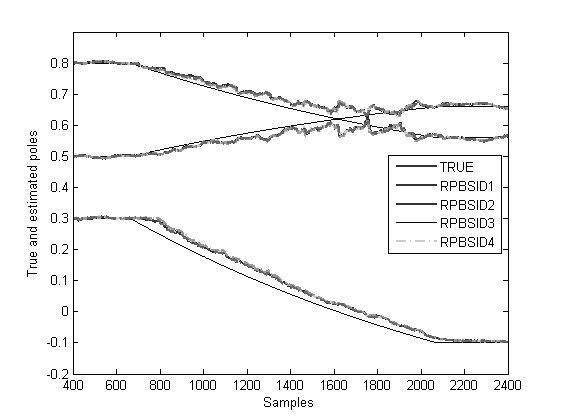 True and estimated poles
0.8
0.7
0.6
0.5
0.4
0.3
0.2
0.1
0
-0.1
-0.2
TRUE
RPBSID1
RPBSID2
RPBSID3
RPBSID4
400 600 800 1000 1200 1400 1600 1800 2000 2200 2400
Samples